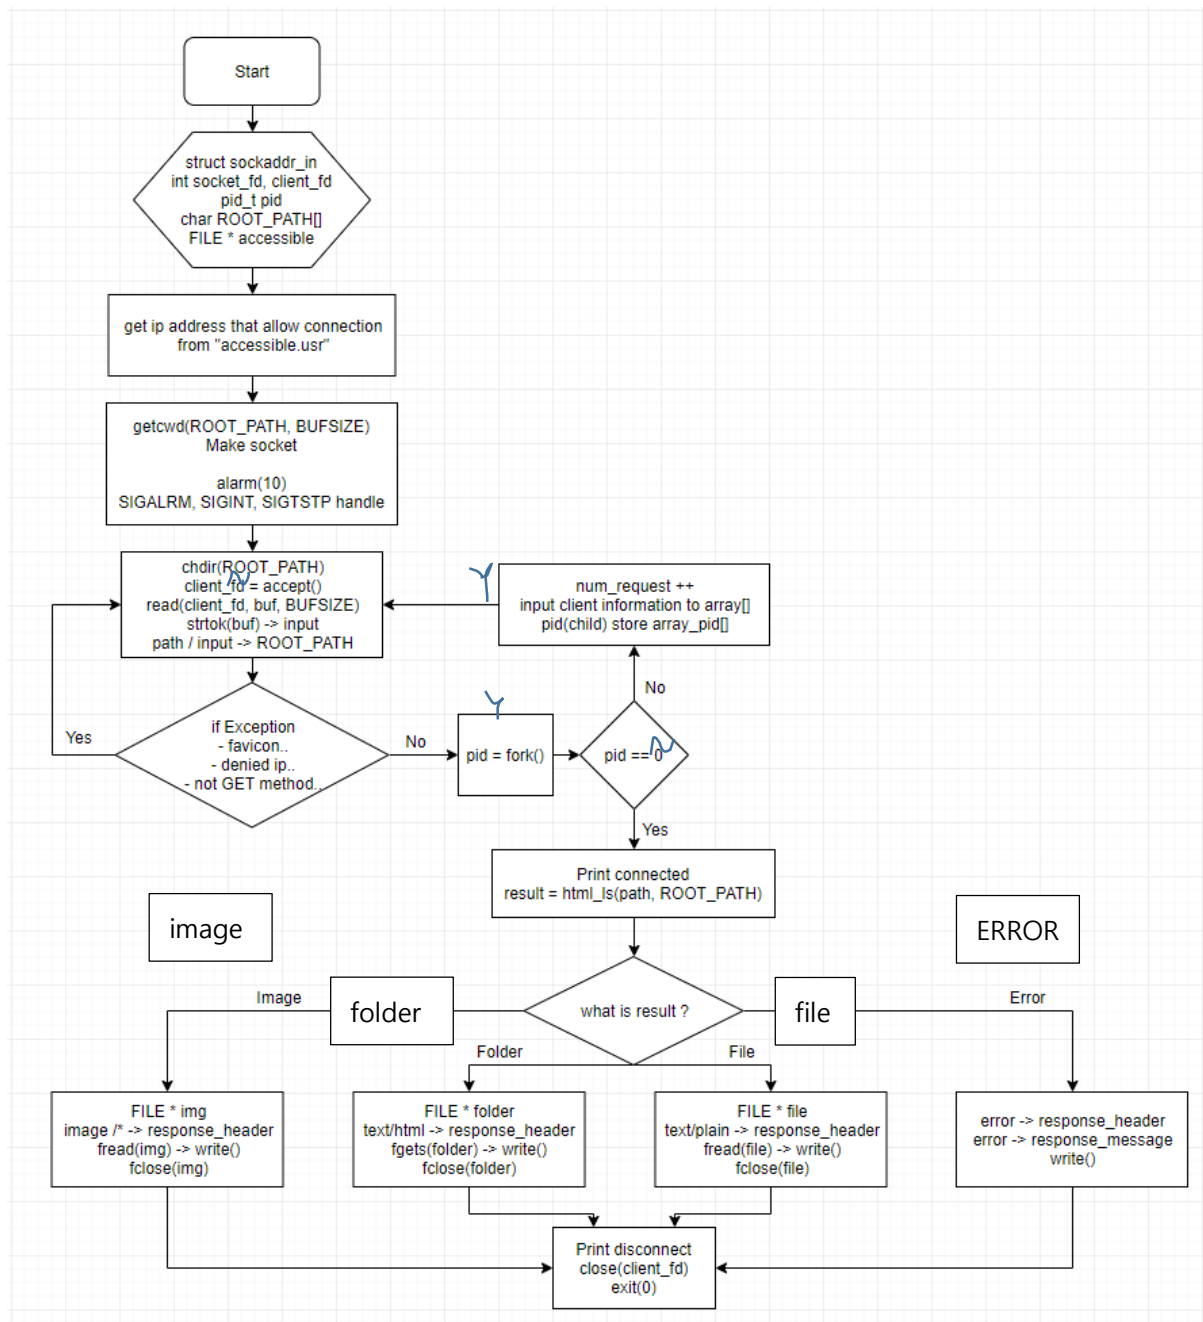 Start
struct sockaddr_in
int socket_fd, client_fd
pid_t pid
char ROOT_PATH[]
FILE * accessible
get ip address that allow connection
from "accessible.usr"
getcwd(ROOT_PATH, BUFSIZE)
Make socket
alarm(10)
SIGALRM, SIGINT, SIGTSTP handle
chdir(ROOT_PATH)
client_fd = accept()
read(client_fd, buf, BUFSIZE)
strtok(buf) -> input
path / input -> ROOT_PATH
N
Y
num_request ++
input client information to array[]
pid(child) store array_pid[]
No
Yes
if Exception
- favicon..
- denied ip..
- not GET method..
No
Y
pid = fork()
pid == 0
N
Yes
Print connected
result = html_ls(path, ROOT_PATH)
image
ERROR
Image
folder
what is result ?
file
Error
Folder
File
FILE * img
image /* -> response_header
fread(img) -> write()
fclose(img)
FILE * folder
text/html -> response_header
fgets(folder) -> write()
fclose(folder)
FILE * file
text/plain -> response_header
fread(file) -> write()
fclose(file)
error -> response_header
error -> response_message
write()
Print disconnect
close(client_fd)
exit(0)